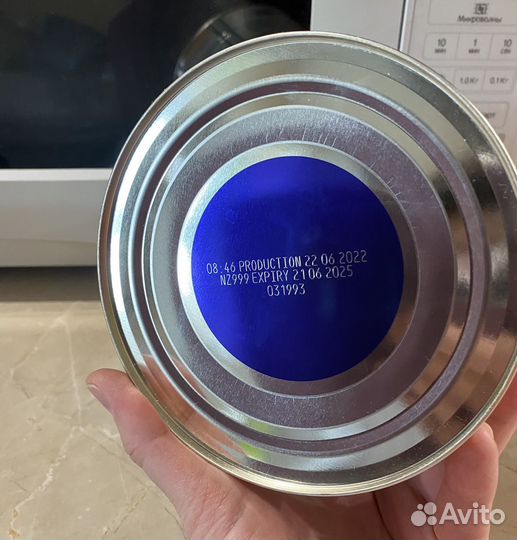 Микроволны
10 мин
1 мин
10 сек
1,0 Кг
0,1 Кг
08:46 PRODUCTION 22 06 2022
NZ999 EXPIRY 21 06 2025
031993
Avito